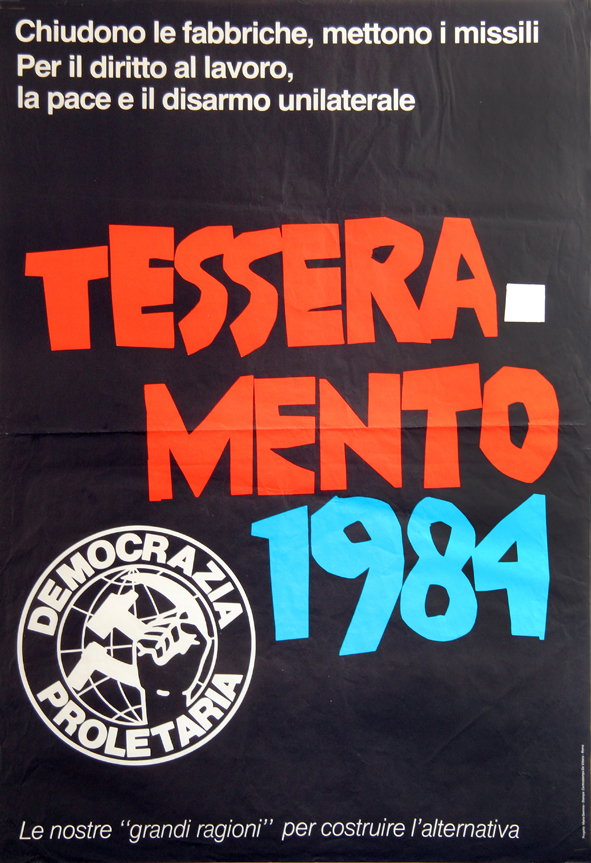 Chiudono le fabbriche, mettono i missili
Per il diritto al lavoro,
la pace e il disarmo unilaterale
TESSERA-
MENTO
1984
DEMOCRAZIA
PROLETARIA
Le nostre "grandi ragioni" per costruire l'alternativa